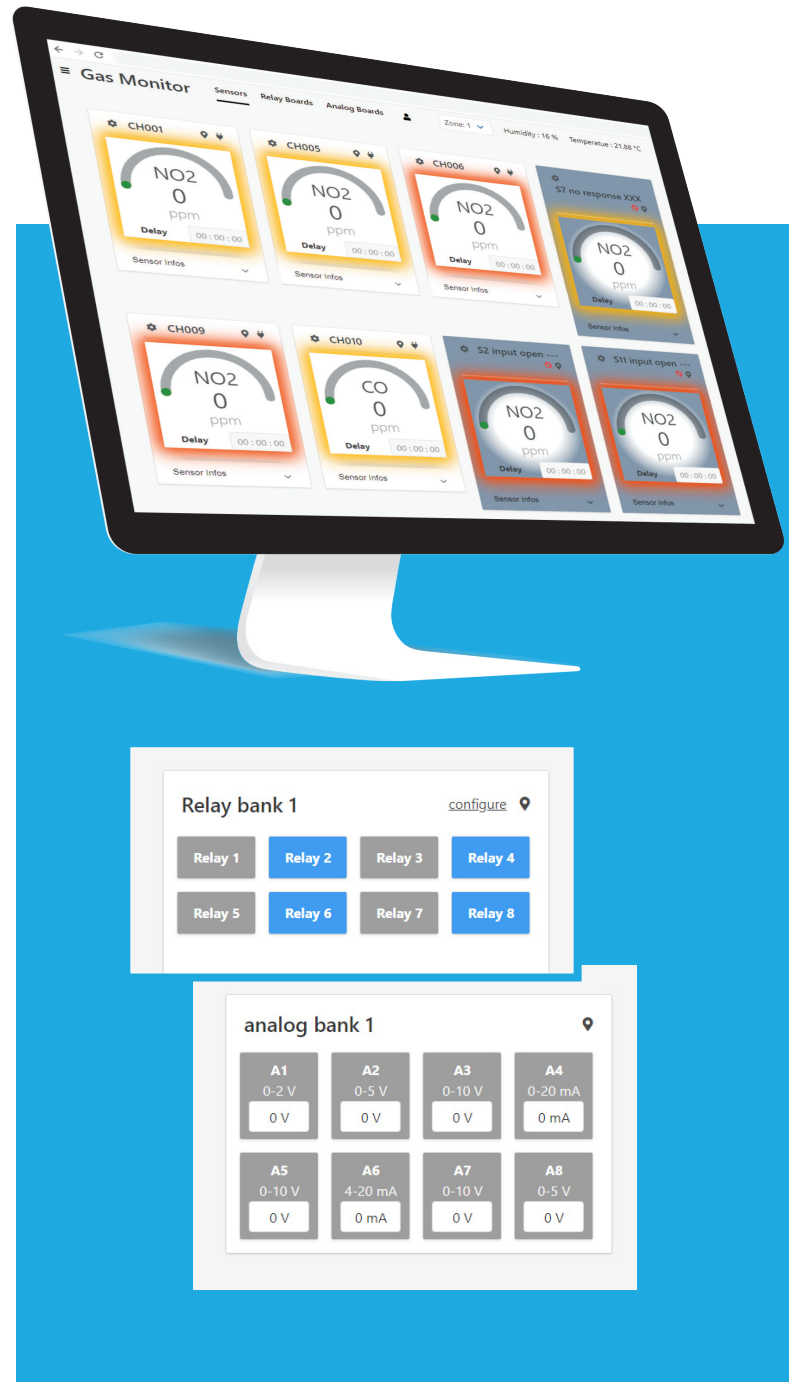 Gas Monitor
Sensors
Relay Boards
Analog Boards
Zone: 1
Humidity : 16 %
Temperatue : 21.88 °C
CH001
NO2
0
ppm
Delay
00 : 00 : 00
Sensor Infos
CH005
NO2
0
ppm
Delay
00 : 00 : 00
Sensor Infos
CH006
NO2
0
ppm
Delay
00 : 00 : 00
Sensor Infos
S7 no response XXX
NO2
0
ppm
Delay
00 : 00 : 00
Sensor Infos
CH009
NO2
0
ppm
Delay
00 : 00 : 00
Sensor Infos
CH010
CO
0
ppm
Delay
00 : 00 : 00
Sensor Infos
S2 input open ---
NO2
0
ppm
Delay
00 : 00 : 00
Sensor Infos
S11 input open ---
NO2
0
ppm
Delay
00 : 00 : 00
Sensor Infos
Relay bank 1
configure
Relay 1 Relay 2 Relay 3 Relay 4
Relay 5 Relay 6 Relay 7 Relay 8
analog bank 1
A1 A2 A3 A4
0-2 V 0-5 V 0-10 V 0-20 mA
0 V 0 V 0 V 0 mA
A5 A6 A7 A8
0-10 V 4-20 mA 0-10 V 0-5 V
0 V 0 mA 0 V 0 V